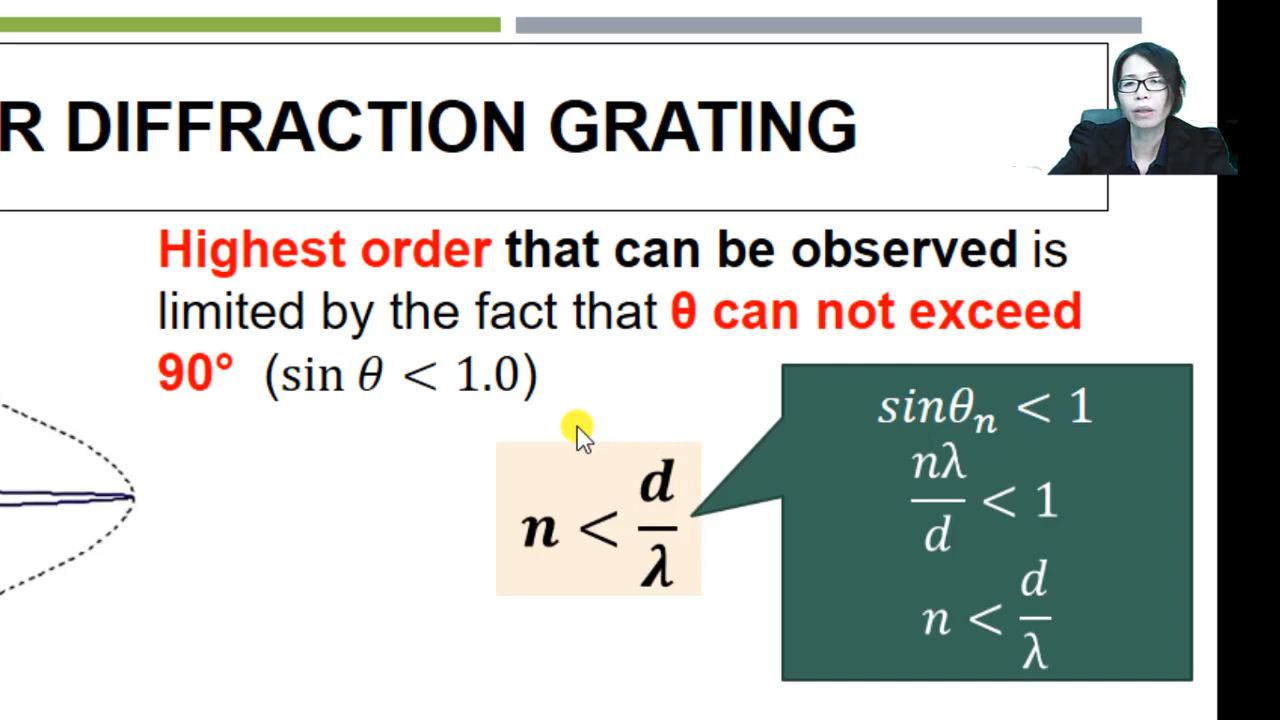 R DIFFRACTION GRATING
Highest order that can be observed is
limited by the fact that θ can not exceed
90° (sin θ < 1.0)
n < d/λ
sinθₙ < 1
nλ/d < 1
n < d/λ